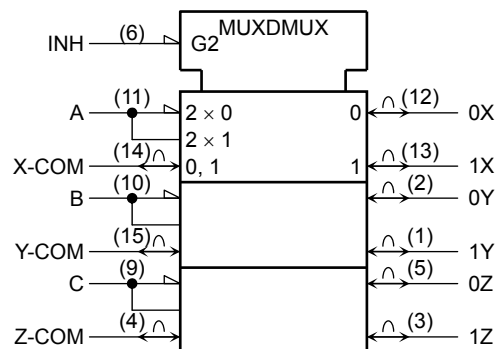 MUXDMUX
INH (6) G2
A (11) 2 × 0 0 (12) 0X
2 × 1
X-COM (14) 0, 1 1 (13) 1X
B (10) (2) 0Y
Y-COM (15) (1) 1Y
C (9) (5) 0Z
Z-COM (4) (3) 1Z